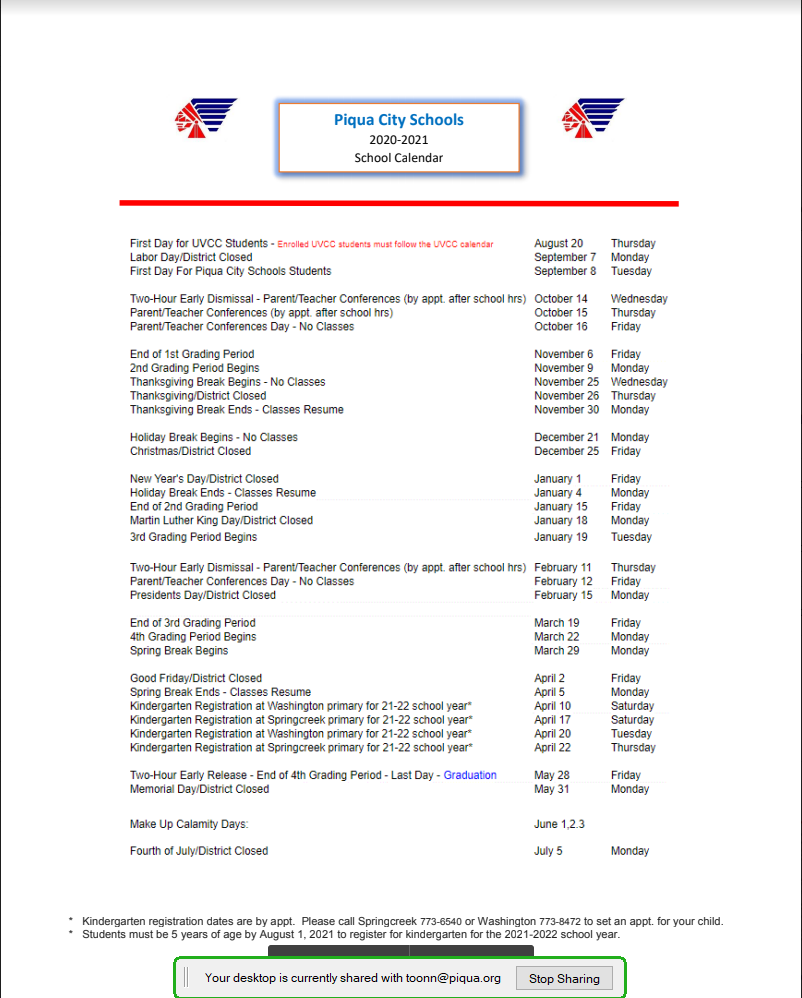 Piqua City Schools
2020-2021
School Calendar
First Day for UVCC Students - Enrolled UVCC students must follow the UVCC calendar August 20 Thursday
Labor Day/District Closed September 7 Monday
First Day For Piqua City Schools Students September 8 Tuesday
Two-Hour Early Dismissal - Parent/Teacher Conferences (by appt. after school hrs) October 14 Wednesday
Parent/Teacher Conferences (by appt. after school hrs) October 15 Thursday
Parent/Teacher Conferences Day - No Classes October 16 Friday
End of 1st Grading Period November 6 Friday
2nd Grading Period Begins November 9 Monday
Thanksgiving Break Begins - No Classes November 25 Wednesday
Thanksgiving/District Closed November 26 Thursday
Thanksgiving Break Ends - Classes Resume November 30 Monday
Holiday Break Begins - No Classes December 21 Monday
Christmas/District Closed December 25 Friday
New Year's Day/District Closed January 1 Friday
Holiday Break Ends - Classes Resume January 4 Monday
End of 2nd Grading Period January 15 Friday
Martin Luther King Day/District Closed January 18 Monday
3rd Grading Period Begins January 19 Tuesday
Two-Hour Early Dismissal - Parent/Teacher Conferences (by appt. after school hrs) February 11 Thursday
Parent/Teacher Conferences Day - No Classes February 12 Friday
Presidents Day/District Closed February 15 Monday
End of 3rd Grading Period March 19 Friday
4th Grading Period Begins March 22 Monday
Spring Break Begins March 29 Monday
Good Friday/District Closed April 2 Friday
Spring Break Ends - Classes Resume April 5 Monday
Kindergarten Registration at Washington primary for 21-22 school year* April 10 Saturday
Kindergarten Registration at Springcreek primary for 21-22 school year* April 17 Saturday
Kindergarten Registration at Washington primary for 21-22 school year* April 20 Tuesday
Kindergarten Registration at Springcreek primary for 21-22 school year* April 22 Thursday
Two-Hour Early Release - End of 4th Grading Period - Last Day - Graduation May 28 Friday
Memorial Day/District Closed May 31 Monday
Make Up Calamity Days: June 1,2.3
Fourth of July/District Closed July 5 Monday
* Kindergarten registration dates are by appt. Please call Springcreek 773-6540 or Washington 773-8472 to set an appt. for your child.
* Students must be 5 years of age by August 1, 2021 to register for kindergarten for the 2021-2022 school year.
Your desktop is currently shared with toonn@piqua.org Stop Sharing